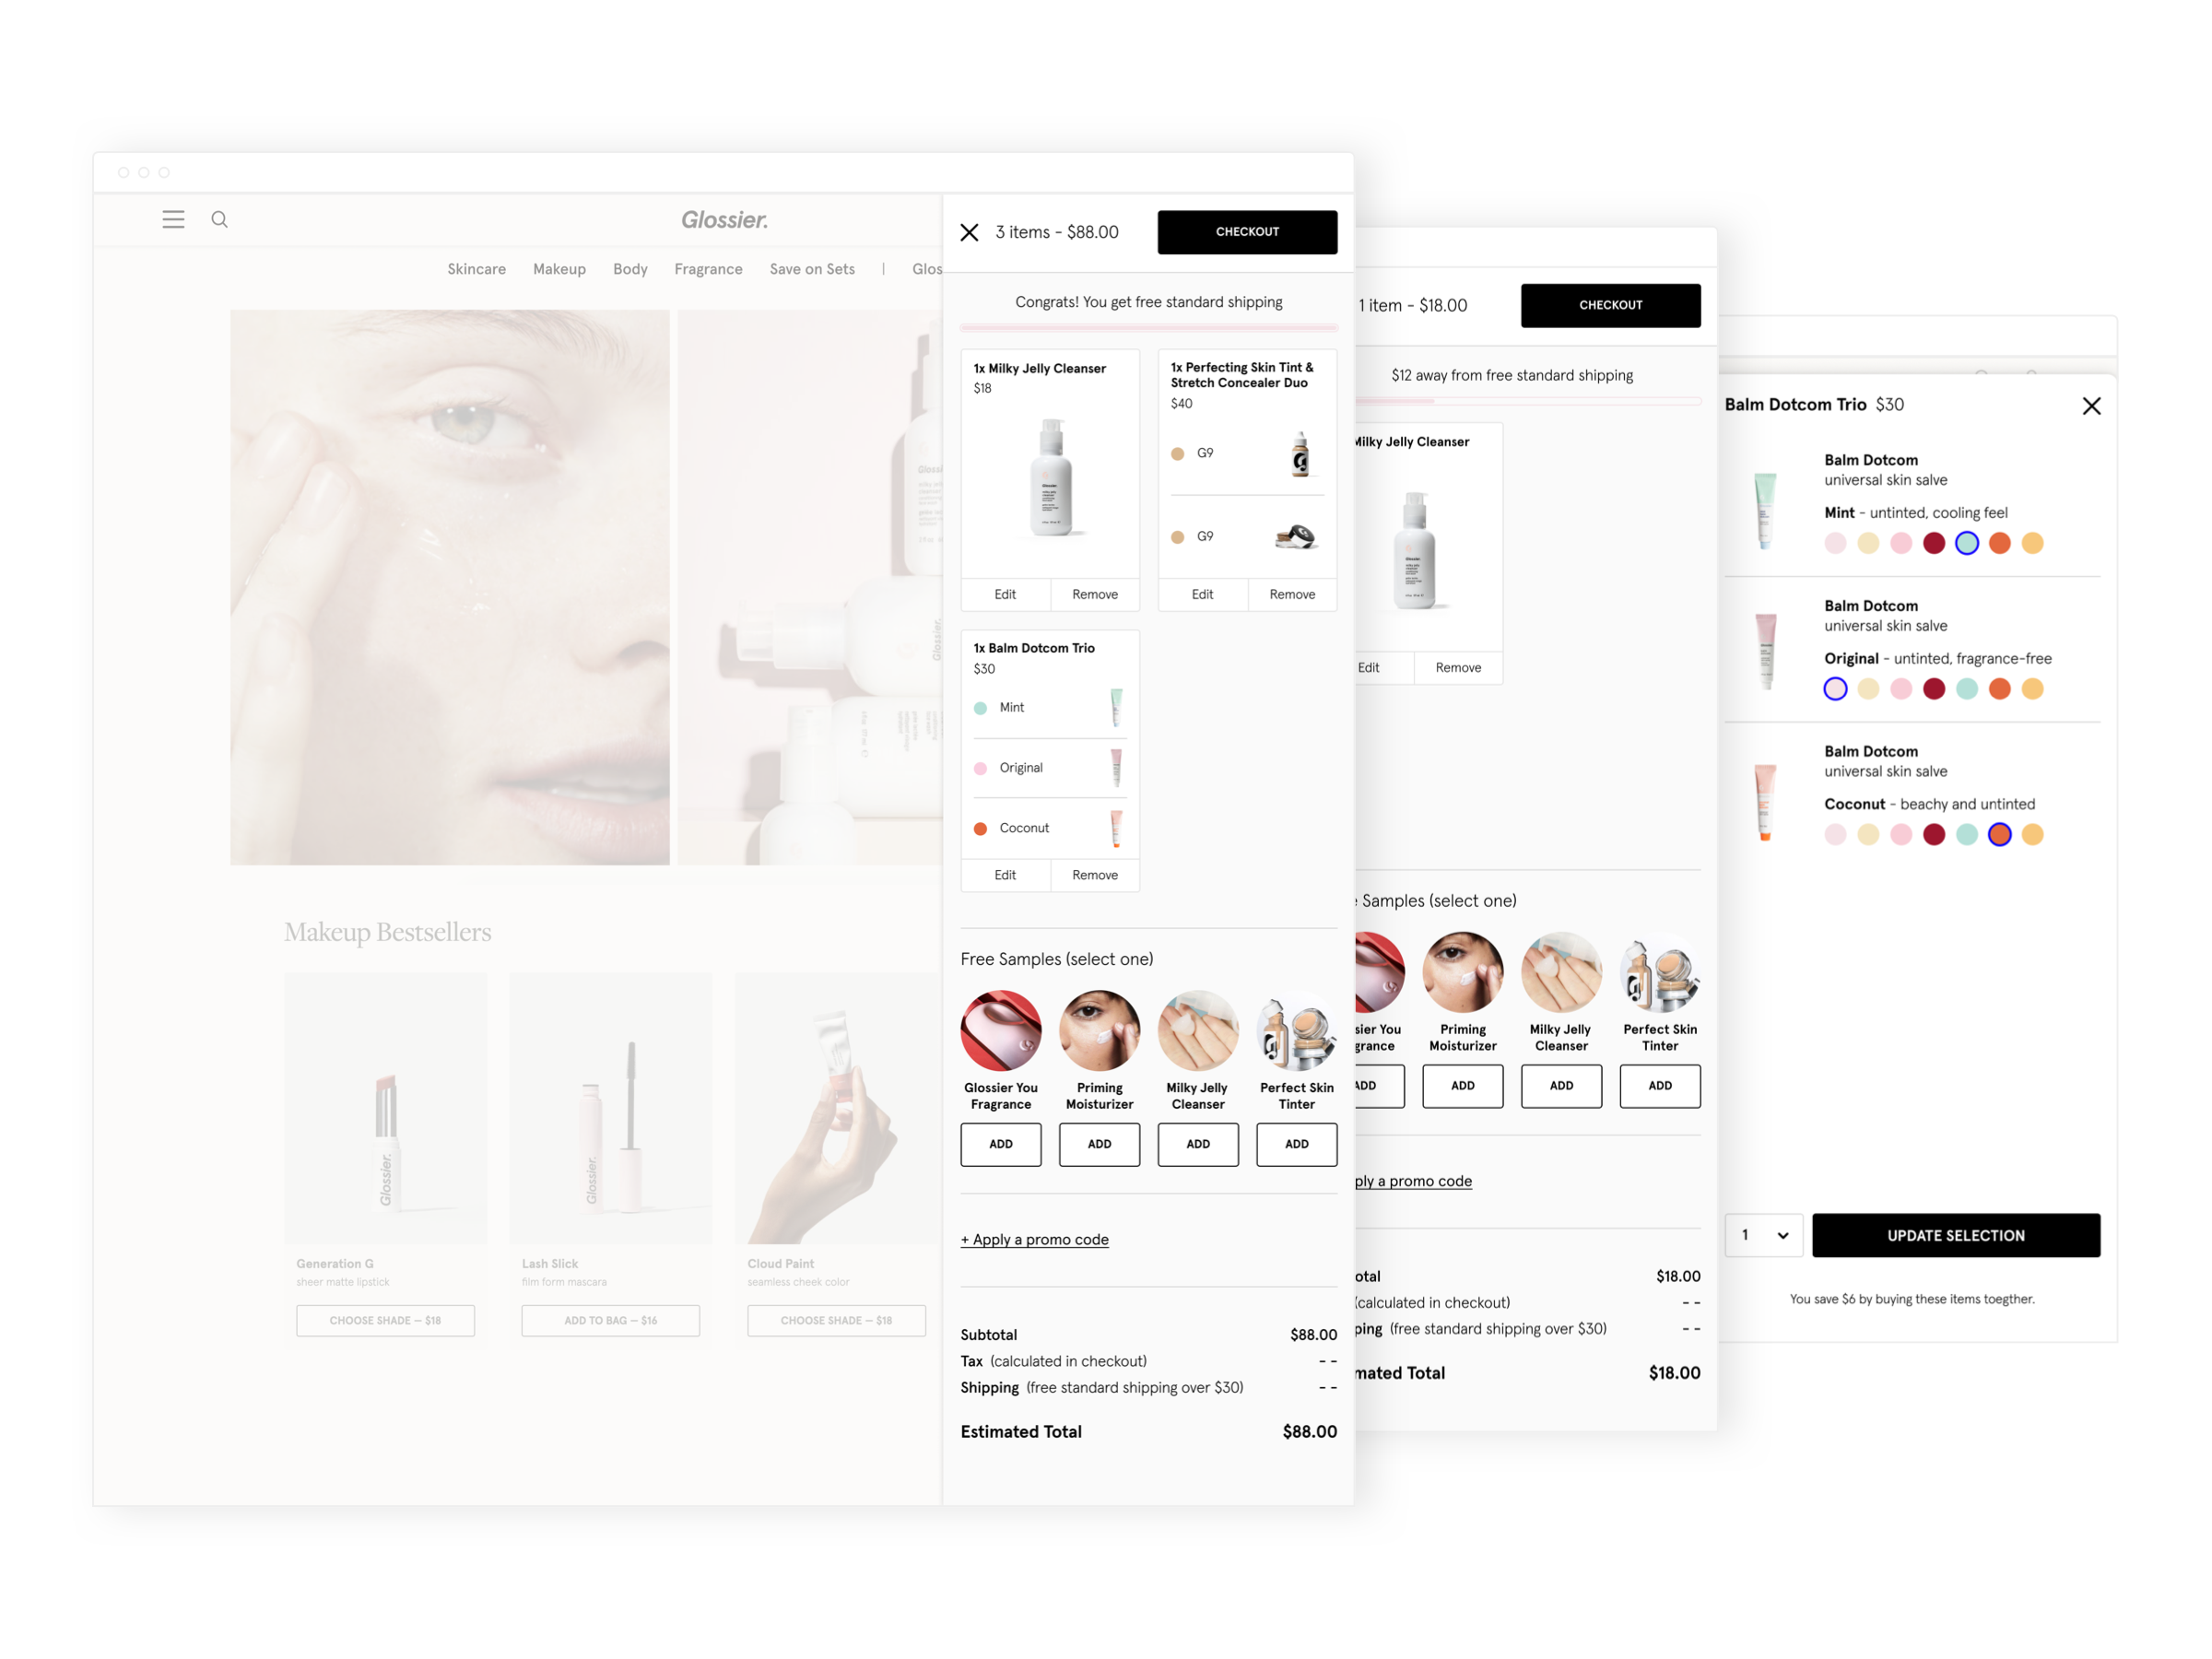 Glossier.
Skincare Makeup Body Fragrance Save on Sets | Glos
Makeup Bestsellers
Glossier.
Generation G
sheer matte lipstick
CHOOSE SHADE — $18
Glossier.
Lash Slick
film form mascara
ADD TO BAG — $16
Cloud Paint
seamless cheek color
CHOOSE SHADE — $18
3 items - $88.00
CHECKOUT
Congrats! You get free standard shipping
1x Milky Jelly Cleanser
$18
Edit Remove
1x Perfecting Skin Tint &
Stretch Concealer Duo
$40
G9
G9
Edit Remove
1x Balm Dotcom Trio
$30
Mint
Original
Coconut
Edit Remove
Free Samples (select one)
Glossier You
Fragrance
ADD
Priming
Moisturizer
ADD
Milky Jelly
Cleanser
ADD
Perfect Skin
Tinter
ADD
+ Apply a promo code
Subtotal $88.00
Tax (calculated in checkout) - -
Shipping (free standard shipping over $30) - -
Estimated Total $88.00
1 item - $18.00
CHECKOUT
$12 away from free standard shipping
Milky Jelly Cleanser
Edit Remove
Samples (select one)
sier You
grance
ADD
Priming
Moisturizer
ADD
Milky Jelly
Cleanser
ADD
Perfect Skin
Tinter
ADD
ply a promo code
otal $18.00
(calculated in checkout) - -
ping (free standard shipping over $30) - -
mated Total $18.00
Balm Dotcom Trio $30
Balm Dotcom
universal skin salve
Mint - untinted, cooling feel
Balm Dotcom
universal skin salve
Original - untinted, fragrance-free
Balm Dotcom
universal skin salve
Coconut - beachy and untinted
1
UPDATE SELECTION
You save $6 by buying these items toegther.